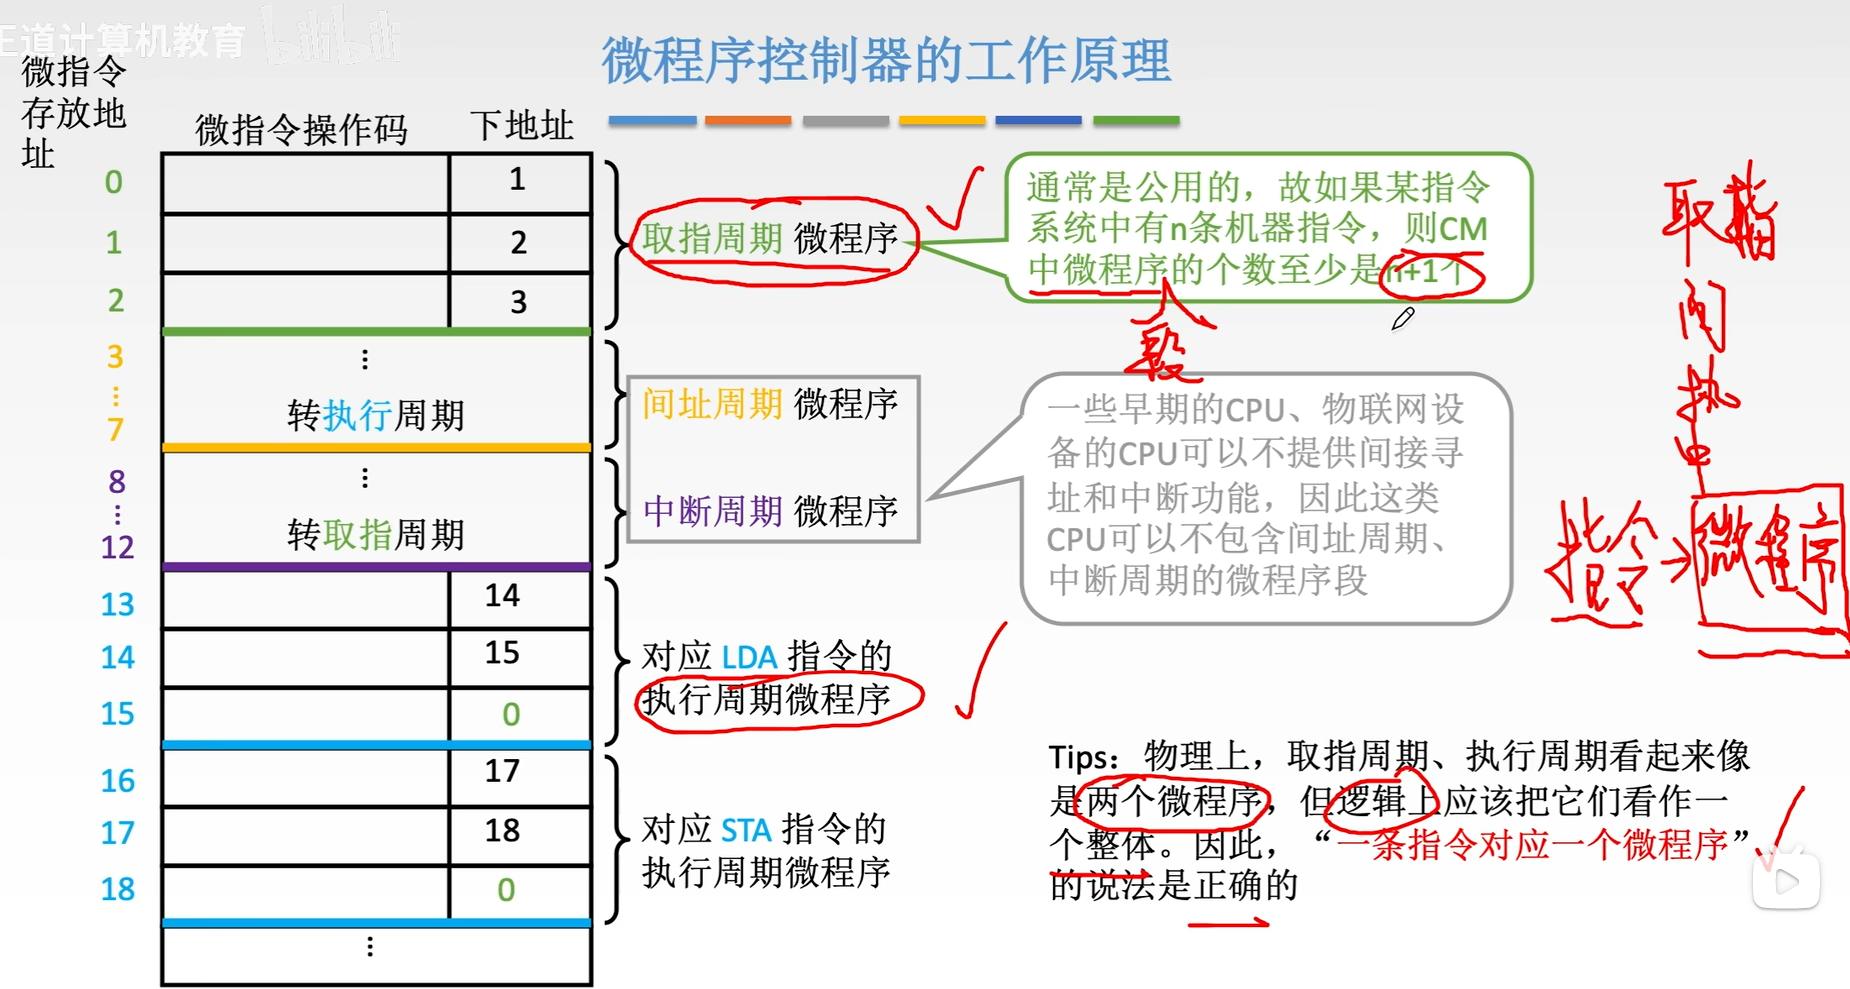 王道计算机教育 bilibili
微程序控制器的工作原理
微指令
存放地
址
微指令操作码 下地址
0 1
1 2
2 3
取指周期 微程序
通常是公用的，故如果某指令
系统中有n条机器指令，则CM
中微程序的个数至少是n+1个
段
3
⋮
7
⋮
转执行周期
间址周期 微程序
8
⋮
12
⋮
转取指周期
中断周期 微程序
一些早期的CPU、物联网设
备的CPU可以不提供间接寻
址和中断功能，因此这类
CPU可以不包含间址周期、
中断周期的微程序段
13 14
14 15
15 0
对应 LDA 指令的
执行周期微程序
16 17
17 18
18 0
对应 STA 指令的
执行周期微程序
⋮
取指
间
执
中
指令→微程序
Tips：物理上，取指周期、执行周期看起来像
是两个微程序，但逻辑上应该把它们看作一
个整体。因此，“一条指令对应一个微程序”
的说法是正确的